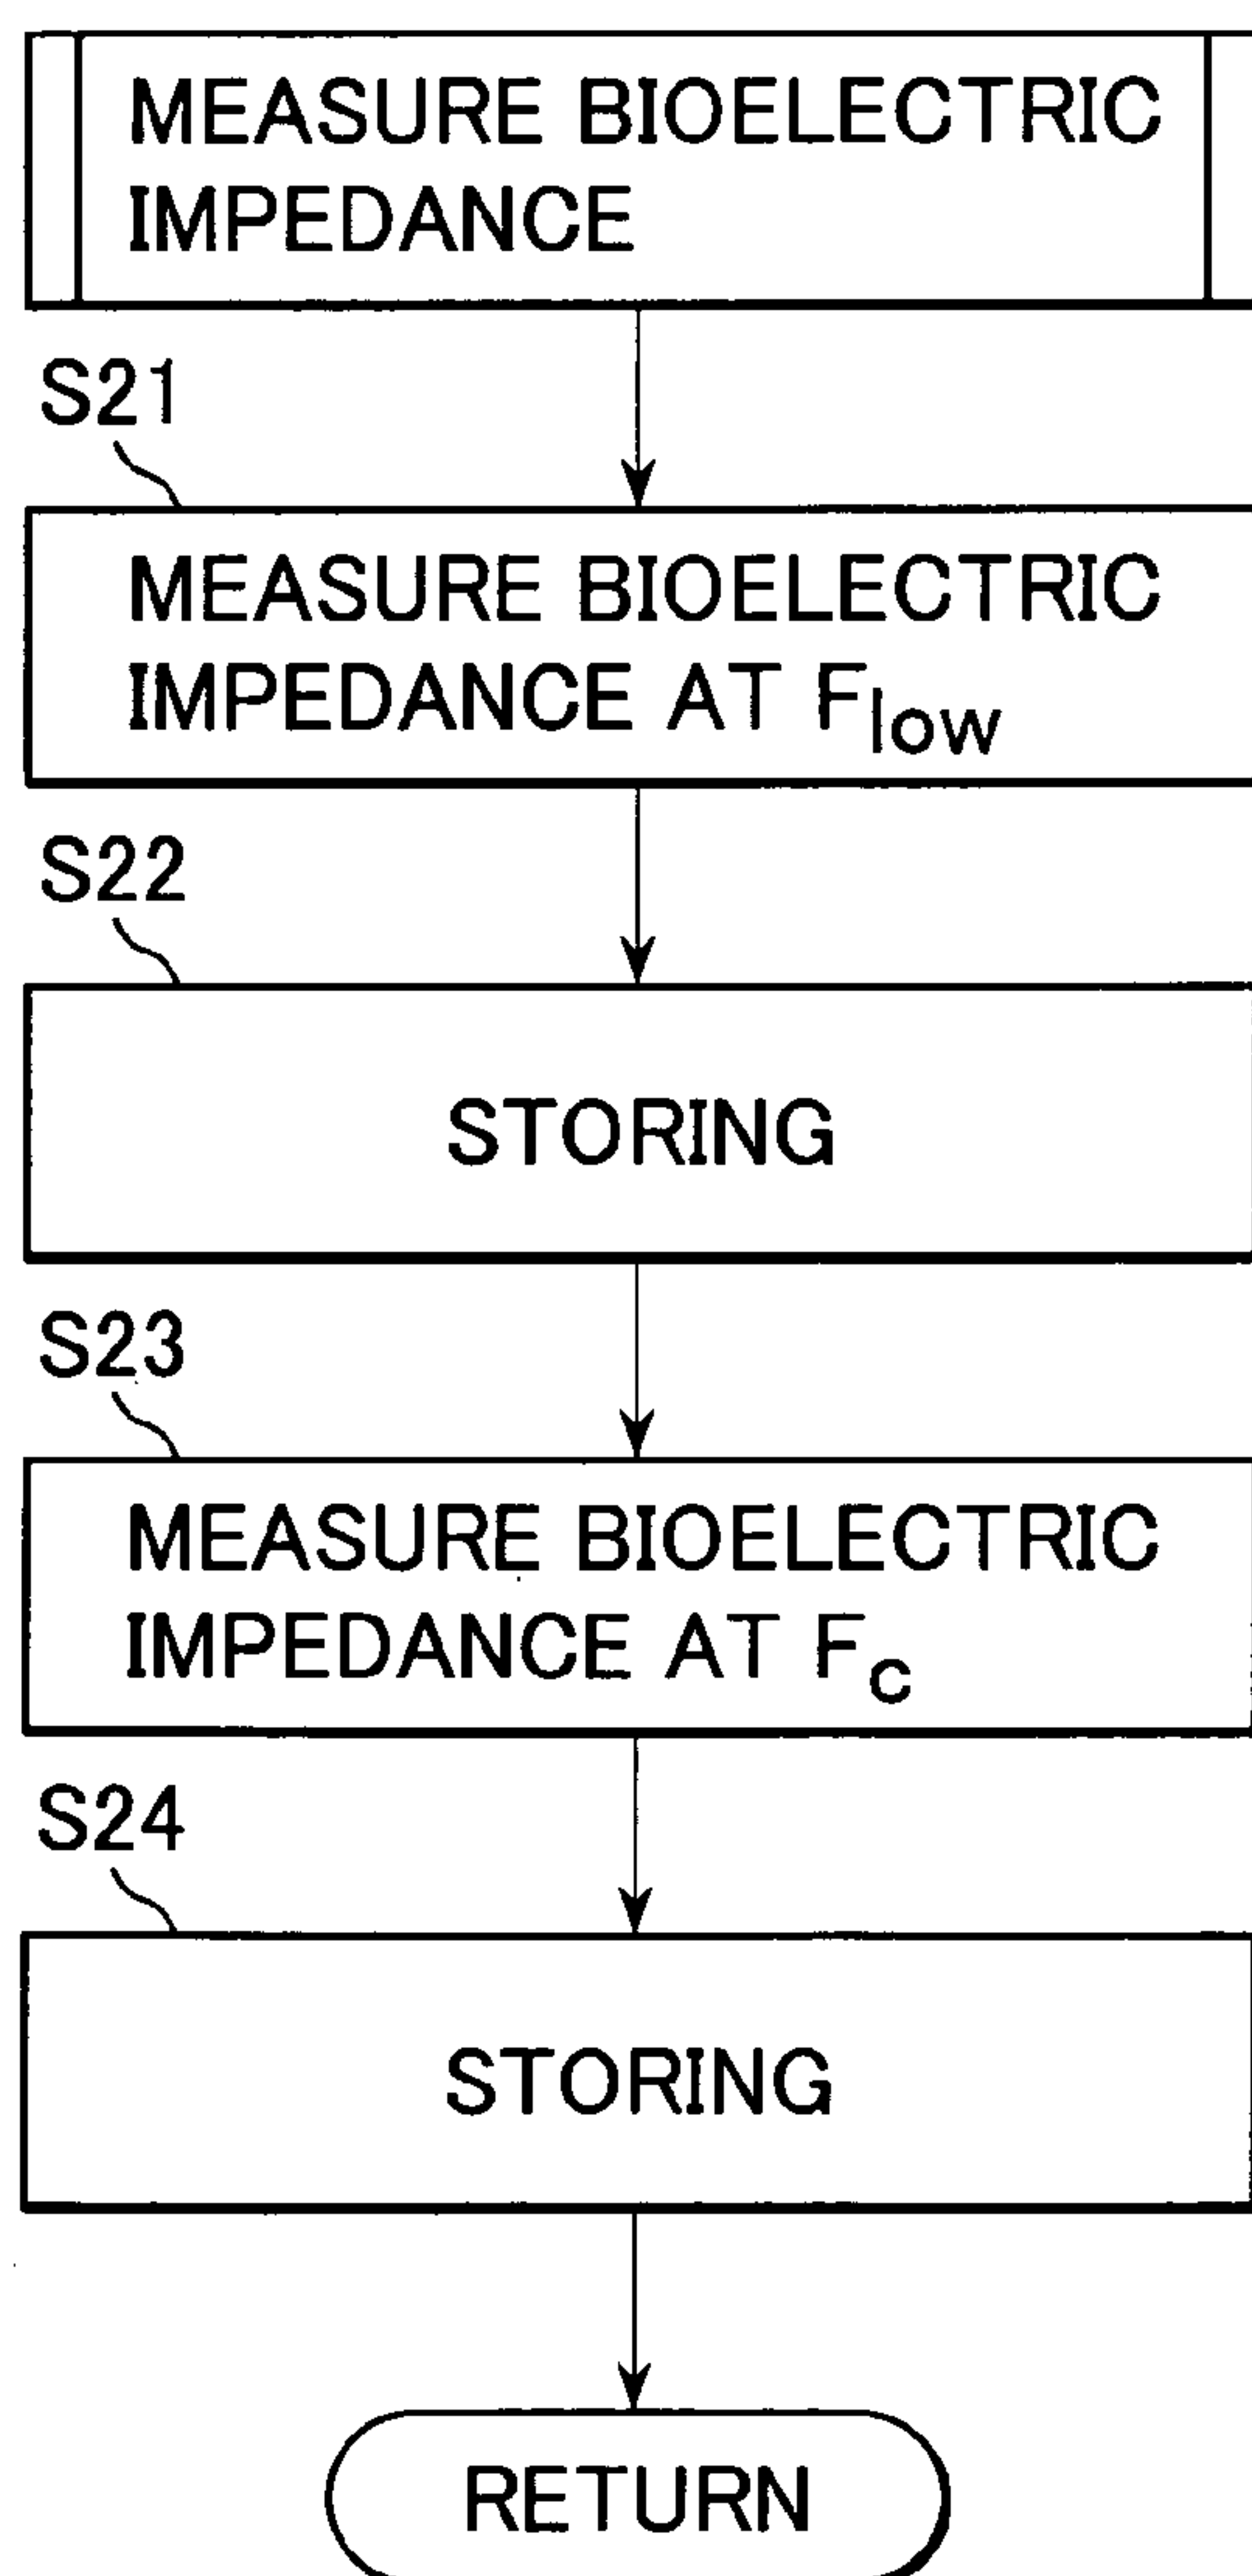 MEASURE BIOELECTRIC
IMPEDANCE
S21
MEASURE BIOELECTRIC
IMPEDANCE AT Flow
S22
STORING
S23
MEASURE BIOELECTRIC
IMPEDANCE AT Fc
S24
STORING
RETURN